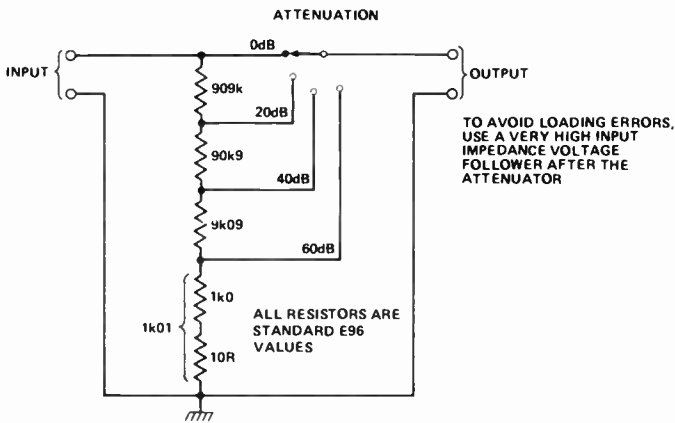 ATTENUATION
0dB
INPUT
OUTPUT
909k
20dB
TO AVOID LOADING ERRORS,
USE A VERY HIGH INPUT
IMPEDANCE VOLTAGE
FOLLOWER AFTER THE
ATTENUATOR
90k9
40dB
9k09
60dB
1k0
1k01
ALL RESISTORS ARE
STANDARD E96
VALUES
10R